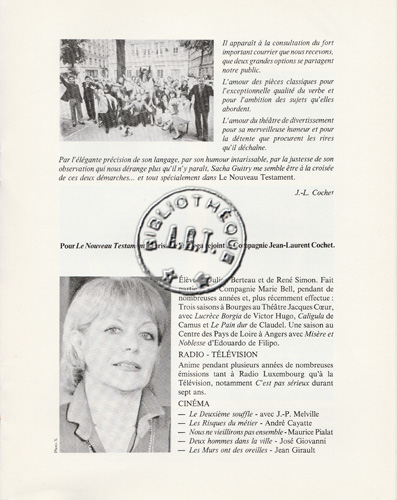 Il apparaît à la consultation du fort
important courrier que nous recevons,
que deux grandes options se partagent
notre public.
L'amour des pièces classiques pour
l'exceptionnelle qualité du verbe et
pour l'ambition des sujets qu'elles
abordent.
L'amour du théâtre de divertissement
pour sa merveilleuse humeur et pour
la détente que procurent les rires
qu'il déchaîne.
Par l'élégante précision de son langage, par son humour intarissable, par la justesse de son
observation qui nous dérange plus qu'il n'y paraît, Sacha Guitry me semble être à la croisée
de ces deux démarches... et tout spécialement dans Le Nouveau Testament.
J.-L. Cochet
BIBLIOTHÈQUE
A.R.T.
Pour Le Nouveau Testament rejoint Compagnie Jean-Laurent Cochet.
Élève Berteau et de René Simon. Fait
Compagnie Marie Bell, pendant de
nombreuses années et, plus récemment effectue :
Trois saisons à Bourges au Théâtre Jacques Cœur,
avec Lucrèce Borgia de Victor Hugo, Caligula de
Camus et Le Pain dur de Claudel. Une saison au
Centre des Pays de Loire à Angers avec Misère et
Noblesse d'Edouardo de Filipo.
RADIO - TÉLÉVISION
Anime pendant plusieurs années de nombreuses
émissions tant à Radio Luxembourg qu'à la
Télévision, notamment C'est pas sérieux durant
sept ans.
CINÉMA
— Le Deuxième souffle - avec J.-P. Melville
— Les Risques du métier - André Cayatte
— Nous ne vieillirons pas ensemble - Maurice Pialat
— Deux hommes dans la ville - José Giovanni
— Les Murs ont des oreilles - Jean Girault